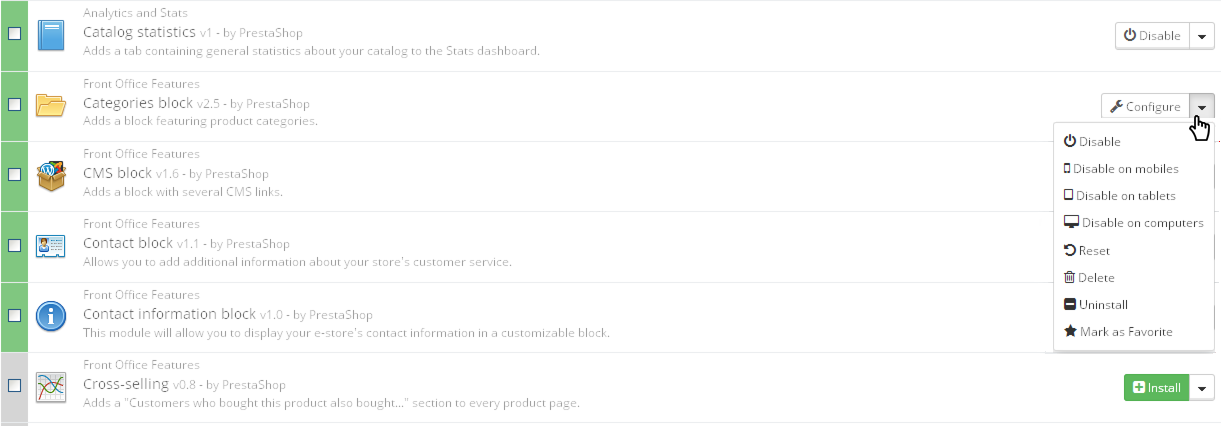 Analytics and Stats
Catalog statistics v1 - by PrestaShop
Adds a tab containing general statistics about your catalog to the Stats dashboard.
Disable
Front Office Features
Categories block v2.5 - by PrestaShop
Adds a block featuring product categories.
Configure
Disable
Disable on mobiles
Disable on tablets
Disable on computers
Reset
Delete
Uninstall
Mark as Favorite
Front Office Features
CMS block v1.6 - by PrestaShop
Adds a block with several CMS links.
Front Office Features
Contact block v1.1 - by PrestaShop
Allows you to add additional information about your store's customer service.
Front Office Features
Contact information block v1.0 - by PrestaShop
This module will allow you to display your e-store's contact information in a customizable block.
Front Office Features
Cross-selling v0.8 - by PrestaShop
Adds a "Customers who bought this product also bought..." section to every product page.
Install